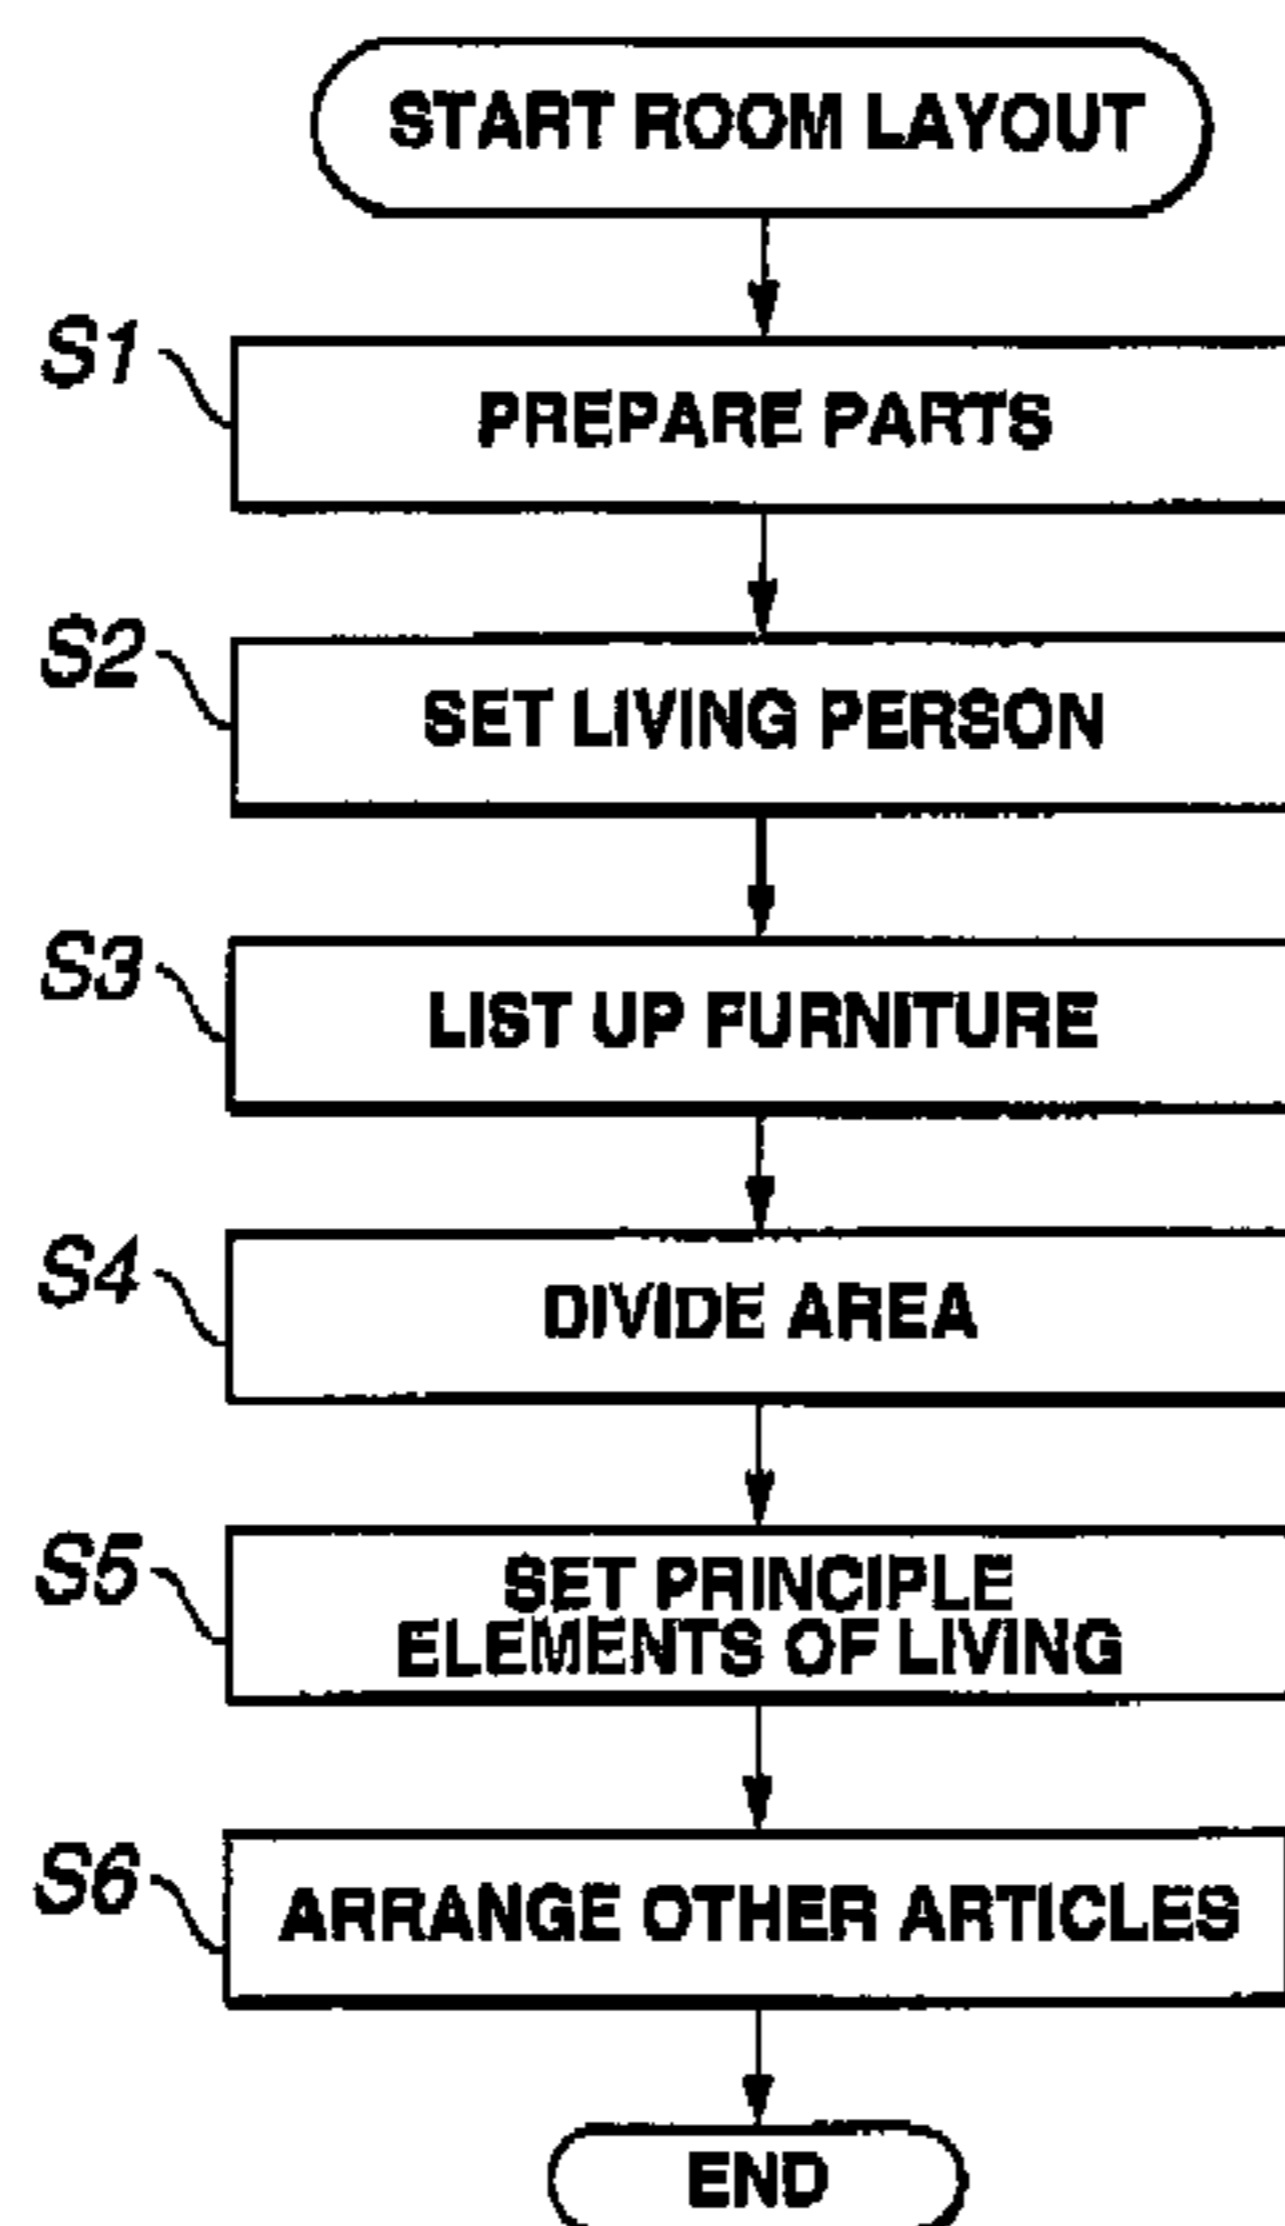 START ROOM LAYOUT
S1
PREPARE PARTS
S2
SET LIVING PERSON
S3
LIST UP FURNITURE
S4
DIVIDE AREA
S5
SET PRINCIPLE
ELEMENTS OF LIVING
S6
ARRANGE OTHER ARTICLES
END